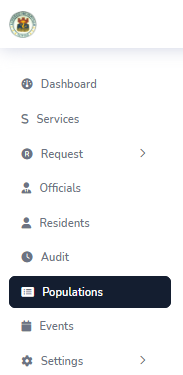 Dashboard
S Services
R Request
Officials
Residents
Audit
Populations
Events
Settings